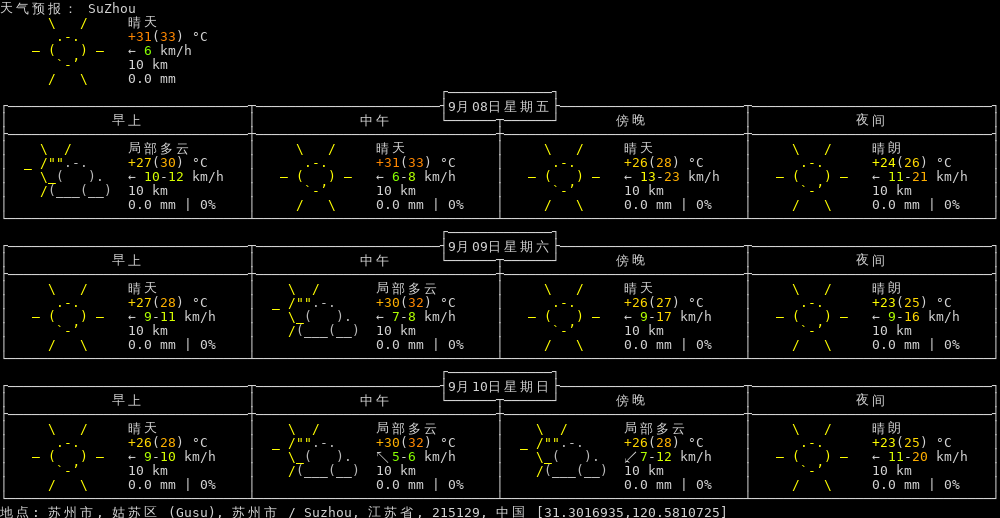 天气预报： SuZhou
晴天
+31(33) °C
← 6 km/h
10 km
0.0 mm
9月08日星期五
早上 中午 傍晚 夜间
局部多云 晴天 晴天 晴朗
+27(30) °C +31(33) °C +26(28) °C +24(26) °C
← 10-12 km/h ← 6-8 km/h ← 13-23 km/h ← 11-21 km/h
10 km 10 km 10 km 10 km
0.0 mm | 0% 0.0 mm | 0% 0.0 mm | 0% 0.0 mm | 0%
9月09日星期六
早上 中午 傍晚 夜间
晴天 局部多云 晴天 晴朗
+27(28) °C +30(32) °C +26(27) °C +23(25) °C
← 9-11 km/h ← 7-8 km/h ← 9-17 km/h ← 9-16 km/h
10 km 10 km 10 km 10 km
0.0 mm | 0% 0.0 mm | 0% 0.0 mm | 0% 0.0 mm | 0%
9月10日星期日
早上 中午 傍晚 夜间
晴天 局部多云 局部多云 晴朗
+26(28) °C +30(32) °C +26(28) °C +23(25) °C
← 9-10 km/h ↖ 5-6 km/h ↙ 7-12 km/h ← 11-20 km/h
10 km 10 km 10 km 10 km
0.0 mm | 0% 0.0 mm | 0% 0.0 mm | 0% 0.0 mm | 0%
地点: 苏州市, 姑苏区 (Gusu), 苏州市 / Suzhou, 江苏省, 215129, 中国 [31.3016935,120.5810725]